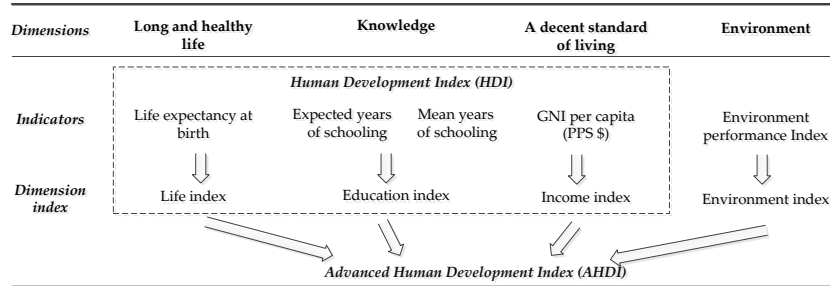 Dimensions
Long and healthy
life
Knowledge
A decent standard
of living
Environment
Human Development Index (HDI)
Indicators
Life expectancy at
birth
Expected years
of schooling
Mean years
of schooling
GNI per capita
(PPS $)
Environment
performance Index
Dimension
index
Life index
Education index
Income index
Environment index
Advanced Human Development Index (AHDI)